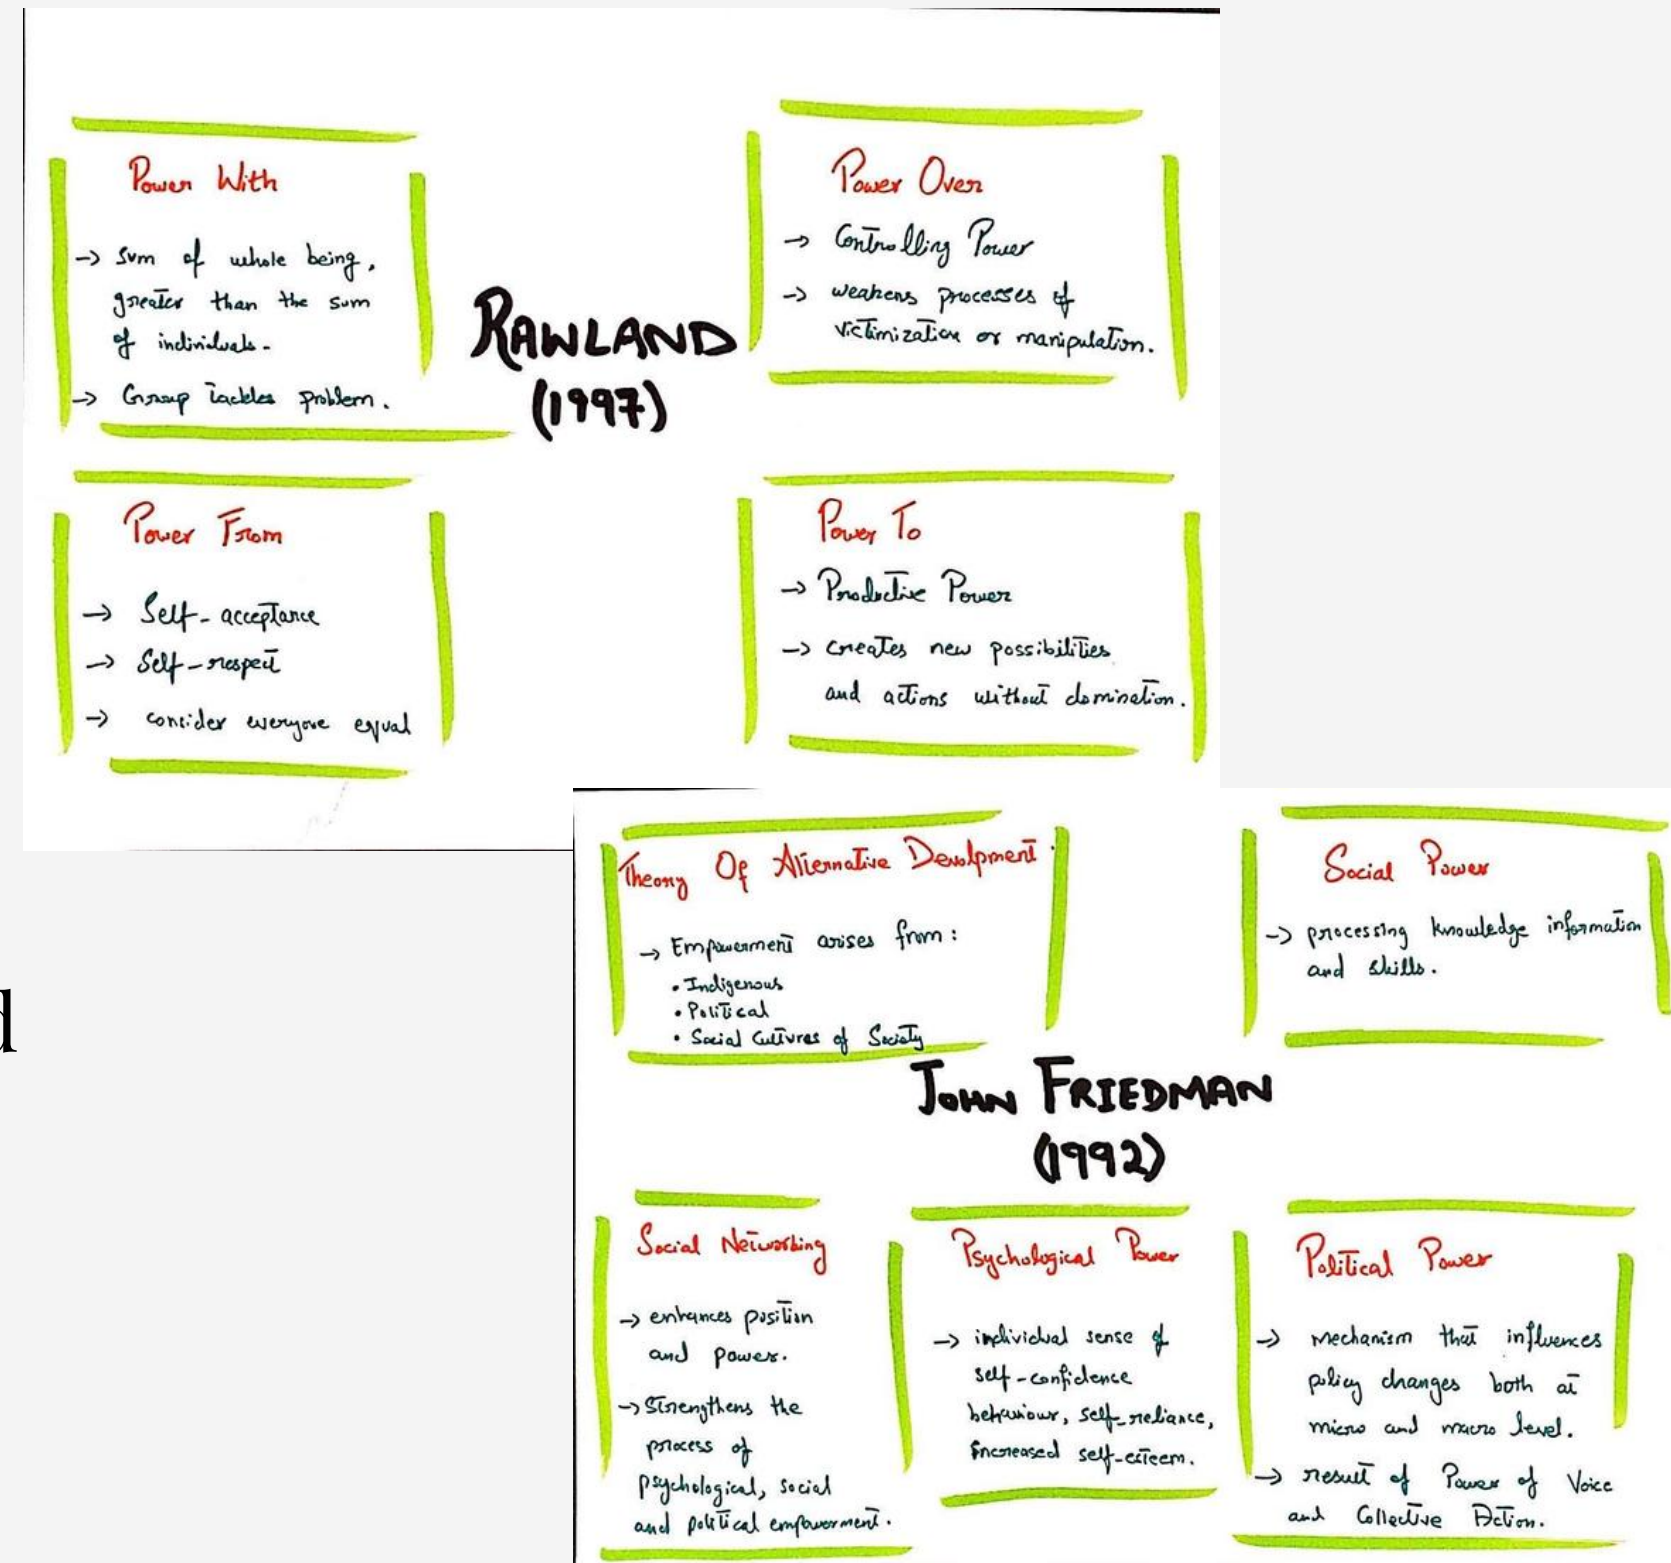 Power With
→ sum of whole being,
greater than the sum
of individuals.
→ Group tackles problem.
RAWLAND
(1997)
Power Over
→ Controlling Power
→ weakens processes of
victimization or manipulation.
Power From
→ Self-acceptance
→ Self-respect
→ consider everyone equal
Power To
→ Productive Power
→ creates new possibilities
and actions without domination.
d
Theory Of Alternative Devolpment.
→ Empowerment arises from:
• Indigenous
• Political
• Social Cultures of Society
Social Power
→ processing knowledge information
and skills.
JOHN FRIEDMAN
(1992)
Social Networking
→ enhances position
and power.
→ Strengthens the
process of
psychological, social
and political empowerment.
Psychological Power
→ individual sense of
self-confidence
behaviour, self-reliance,
increased self-esteem.
Political Power
→ mechanism that influences
policy changes both at
micro and macro level.
→ result of Power of Voice
and Collective Action.